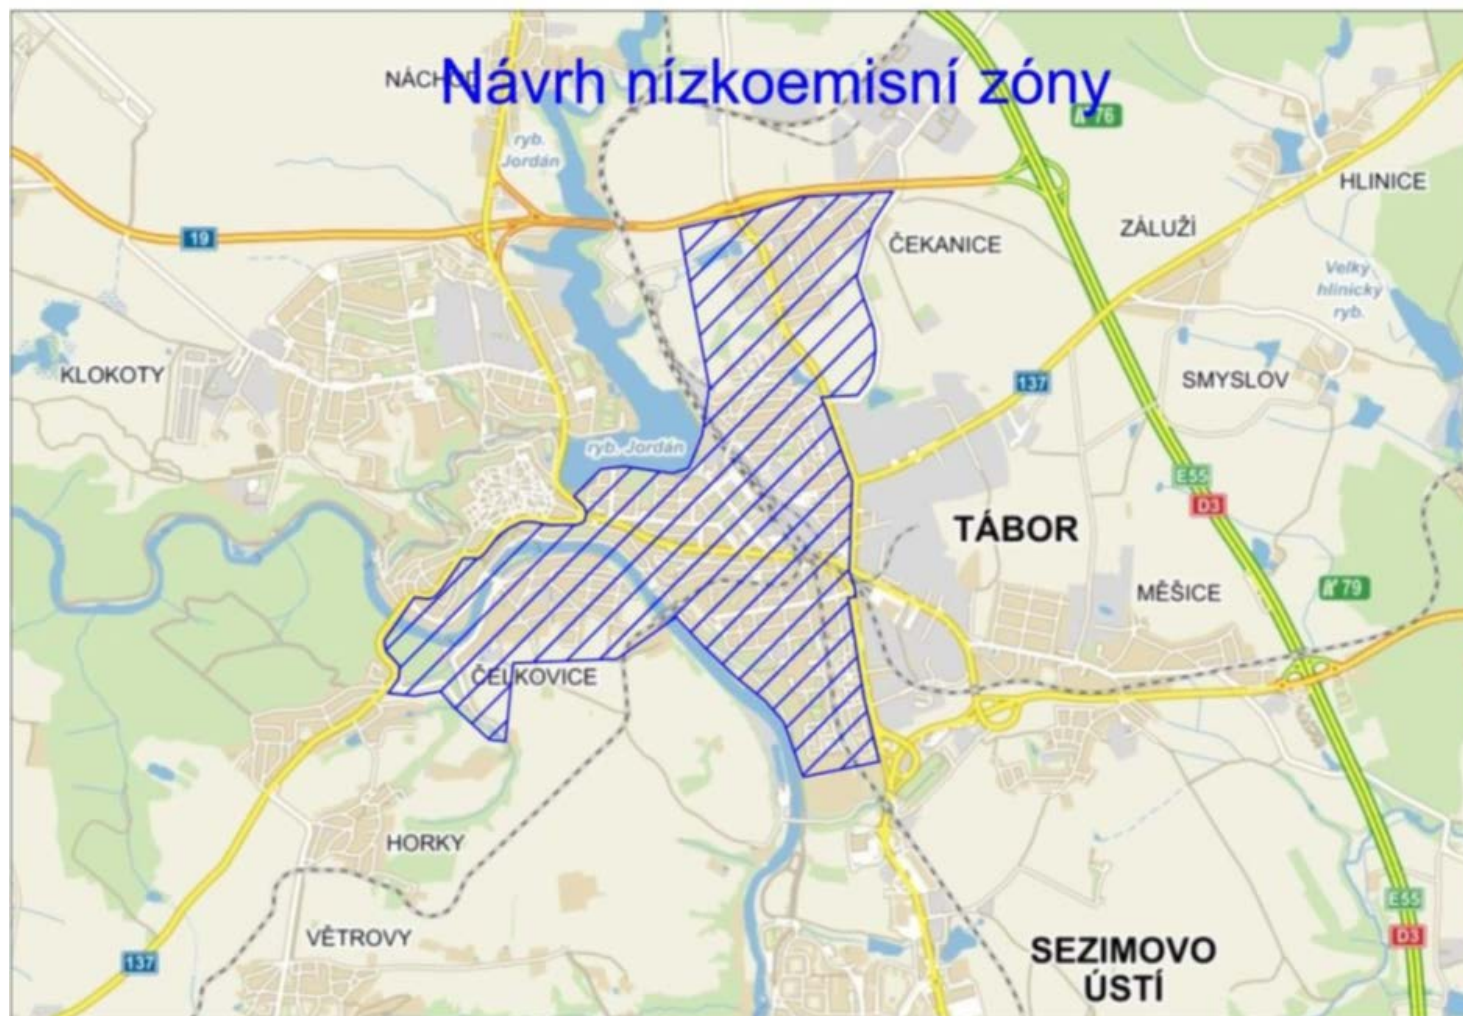 Návrh nízkoemisní zóny
NÁCHOD
76
ryb.
Jordán
HLINICE
ZÁLUŽÍ
19
ČEKANICE
Velký
hlinický
ryb.
KLOKOTY
137
SMYSLOV
ryb. Jordán
E55
D3
TÁBOR
79
MĚŠICE
ČELKOVICE
HORKY
E55
VĚTROVY
D3
SEZIMOVO
ÚSTÍ
137